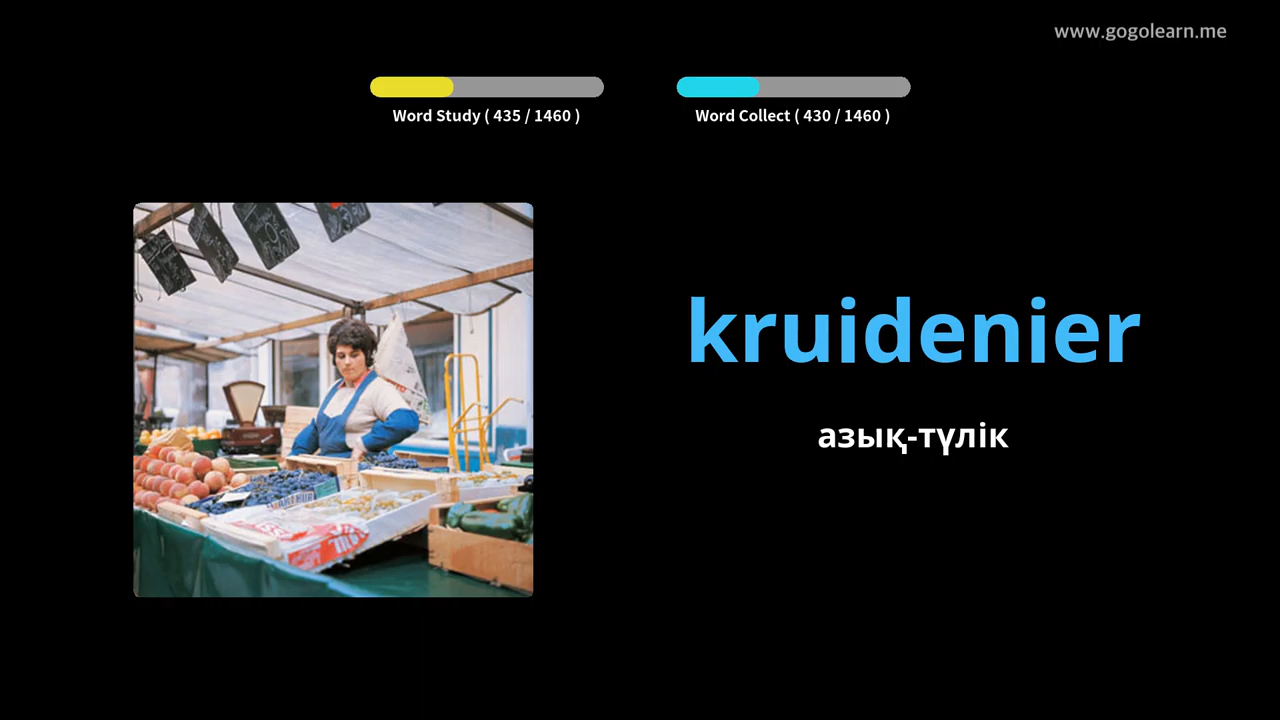 www.gogolearn.me
Word Study ( 435 / 1460 )
Word Collect ( 430 / 1460 )
kruidenier
азық-түлік